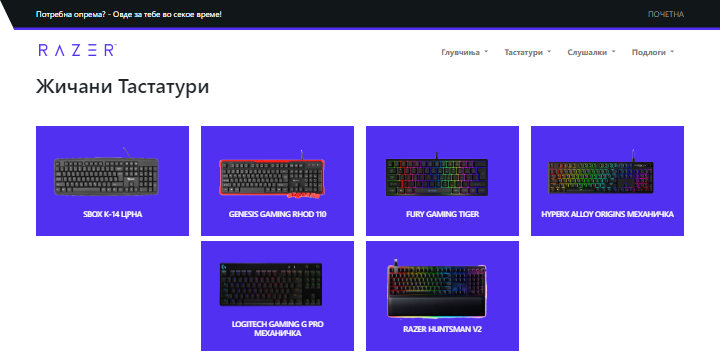 Потребна опрема? - Овде за тебе во секое време!
ПОЧЕТНА
RAZER
Глувчиња
Тастатури
Слушалки
Подлоги
Жичани Тастатури
SBOX К-14 ЦРНА
GENESIS GAMING RHOD 110
FURY GAMING TIGER
HYPERX ALLOY ORIGINS МЕХАНИЧКА
LOGITECH GAMING G PRO
МЕХАНИЧКА
RAZER HUNTSMAN V2